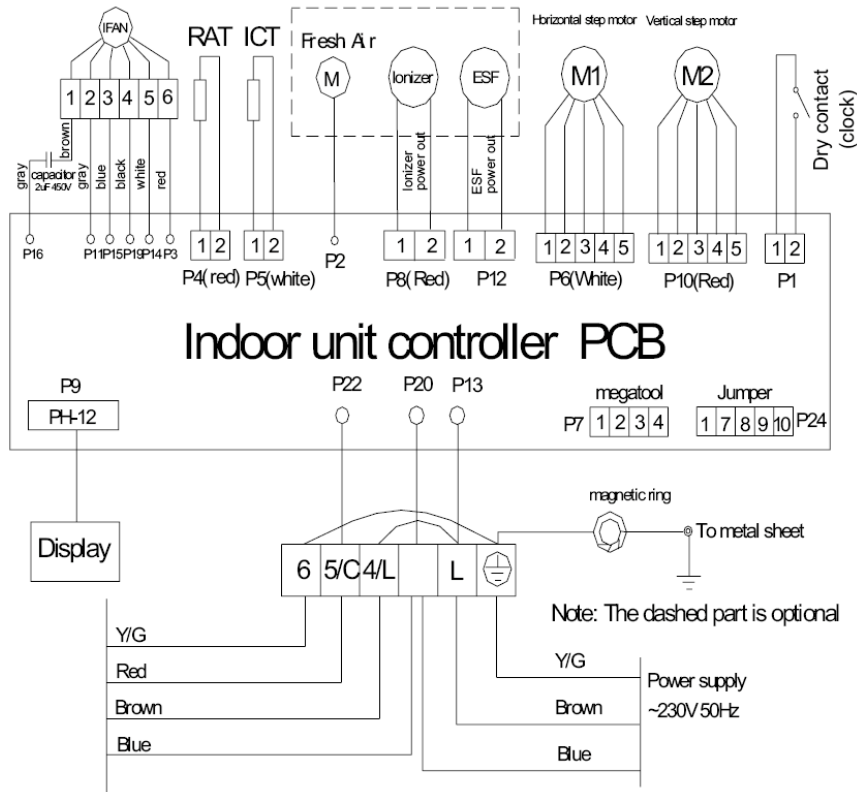 IFAN
RAT ICT
Fresh Air
Ionizer
ESF
M
Horizontal step motor
Vertical step motor
M1
M2
Dry contact
(clock)
1 2 3 4 5 6
brown
gray
capacitor
2uF 450V
gray
blue
black
white
red
Ionizer
power out
ESF
power out
P16
P11 P15 P19 P14 P3
1 2
P4(red)
1 2
P5(white)
P2
1 2
P8(Red)
1 2
P12
1 2 3 4 5
P6(White)
1 2 3 4 5
P10(Red)
1 2
P1
Indoor unit controller PCB
P9
PH-12
P22
P20
P13
megatool
P7 1 2 3 4
Jumper
1 7 8 9 10 P24
Display
magnetic ring
To metal sheet
6 5/C 4/L L
Note: The dashed part is optional
Y/G
Red
Brown
Blue
Y/G
Brown
Blue
Power supply
~230V 50Hz